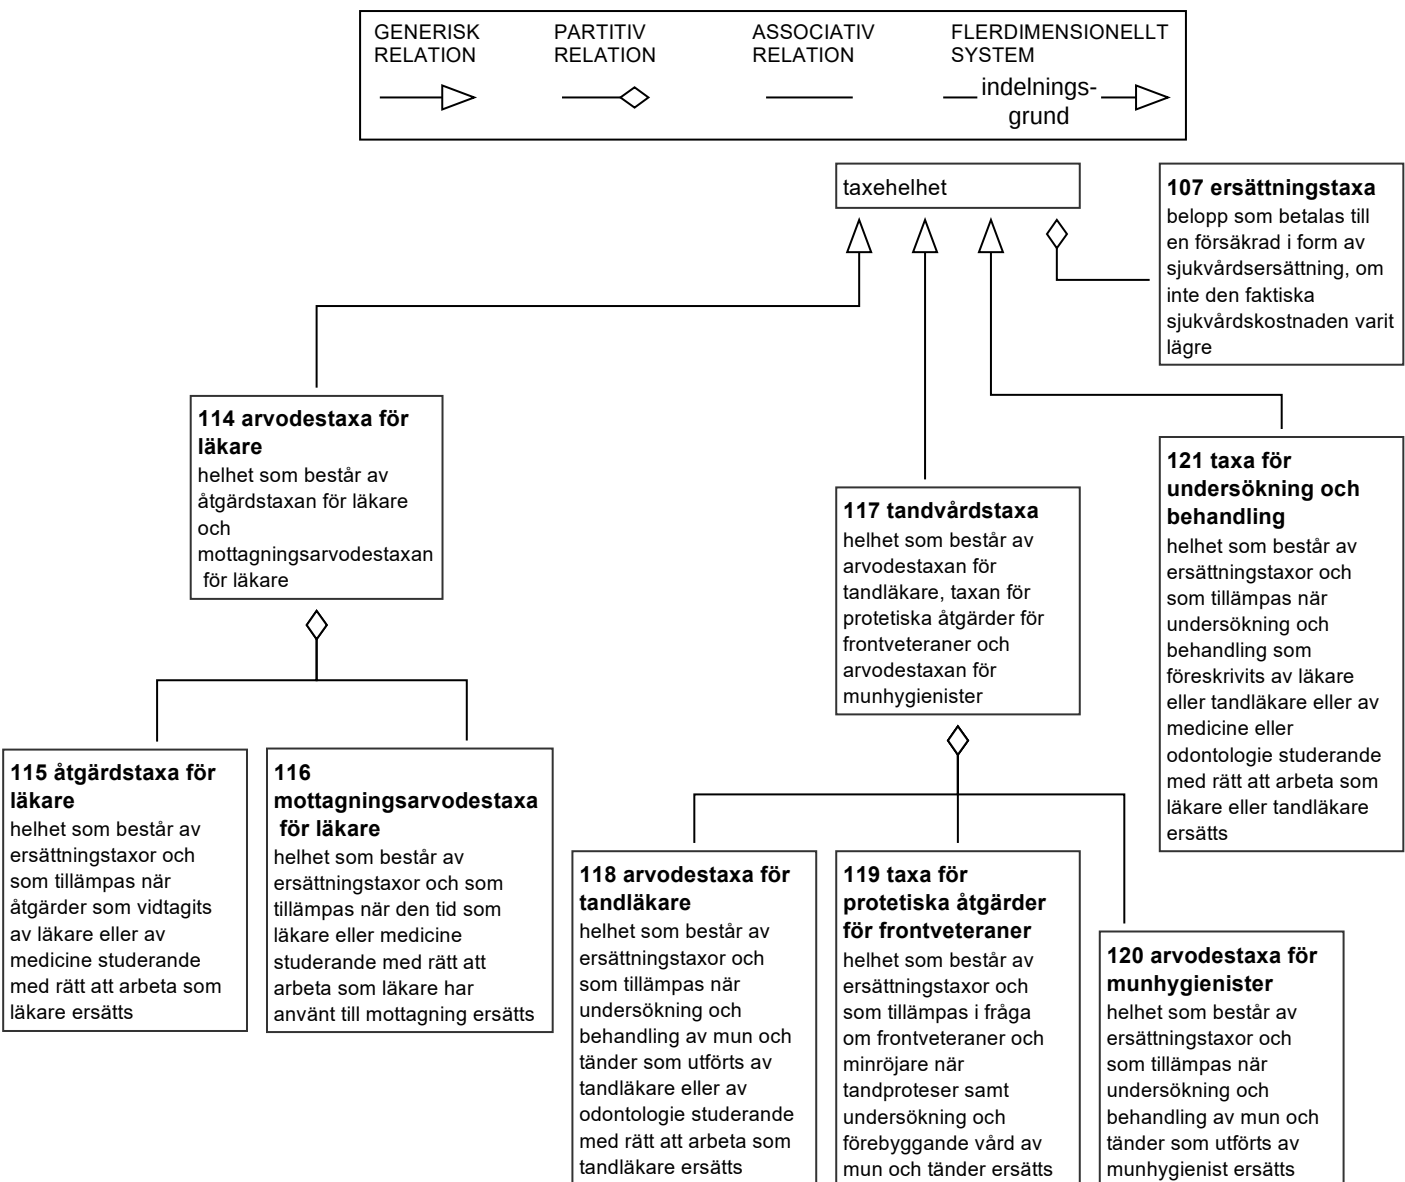 GENERISK
RELATION
PARTITIV
RELATION
ASSOCIATIV
RELATION
FLERDIMENSIONELLT
SYSTEM
indelnings-
grund
taxehelhet
107 ersättningstaxa
belopp som betalas till
en försäkrad i form av
sjukvårdsersättning, om
inte den faktiska
sjukvårdskostnaden varit
lägre
114 arvodestaxa för
läkare
helhet som består av
åtgärdstaxan för läkare
och
mottagningsarvodestaxan
för läkare
117 tandvårdstaxa
helhet som består av
arvodestaxan för
tandläkare, taxan för
protetiska åtgärder för
frontveteraner och
arvodestaxan för
munhygienister
121 taxa för
undersökning och
behandling
helhet som består av
ersättningstaxor och
som tillämpas när
undersökning och
behandling som
föreskrivits av läkare
eller tandläkare eller av
medicine eller
odontologie studerande
med rätt att arbeta som
läkare eller tandläkare
ersätts
115 åtgärdstaxa för
läkare
helhet som består av
ersättningstaxor och
som tillämpas när
åtgärder som vidtagits
av läkare eller av
medicine studerande
med rätt att arbeta som
läkare ersätts
116
mottagningsarvodestaxa
för läkare
helhet som består av
ersättningstaxor och som
tillämpas när den tid som
läkare eller medicine
studerande med rätt att
arbeta som läkare har
använt till mottagning ersätts
118 arvodestaxa för
tandläkare
helhet som består av
ersättningstaxor och
som tillämpas när
undersökning och
behandling av mun och
tänder som utförts av
tandläkare eller av
odontologie studerande
med rätt att arbeta som
tandläkare ersätts
119 taxa för
protetiska åtgärder
för frontveteraner
helhet som består av
ersättningstaxor och
som tillämpas i fråga
om frontveteraner och
minröjare när
tandproteser samt
undersökning och
förebyggande vård av
mun och tänder ersätts
120 arvodestaxa för
munhygienister
helhet som består av
ersättningstaxor och
som tillämpas när
undersökning och
behandling av mun och
tänder som utförts av
munhygienist ersätts